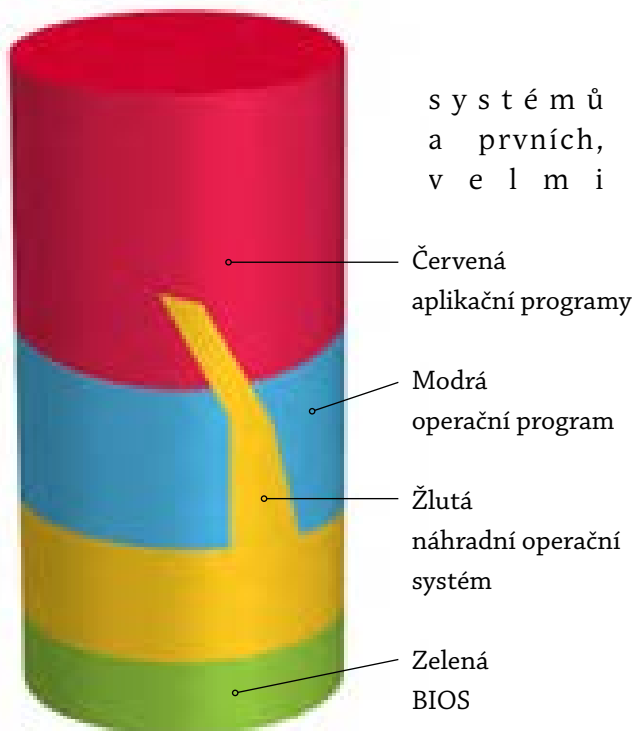 systémů
a prvních,
velmi
Červená
aplikační programy
Modrá
operační program
Žlutá
náhradní operační
systém
Zelená
BIOS